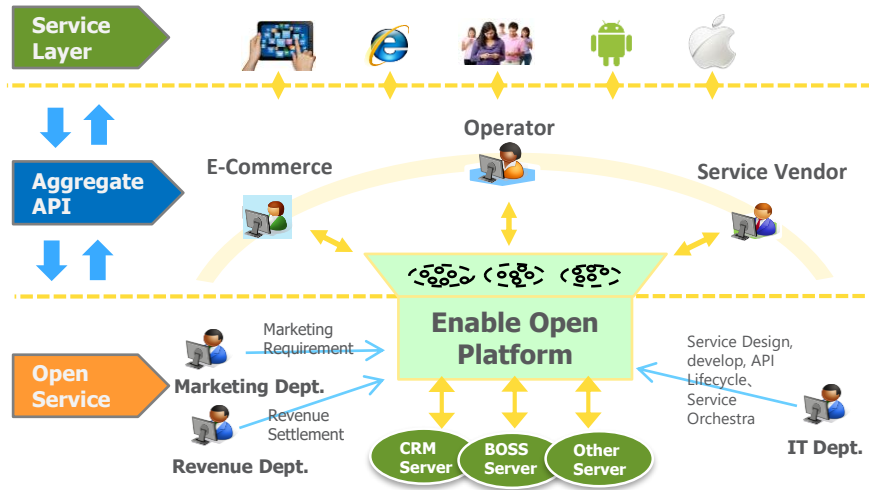 Service
Layer
Operator
E-Commerce
Service Vendor
Aggregate
API
Enable Open
Platform
Marketing
Requirement
Marketing Dept.
Service Design,
develop, API
Lifecycle、
Service
Orchestra
Open
Service
Revenue
Settlement
Revenue Dept.
IT Dept.
CRM
Server
BOSS
Server
Other
Server